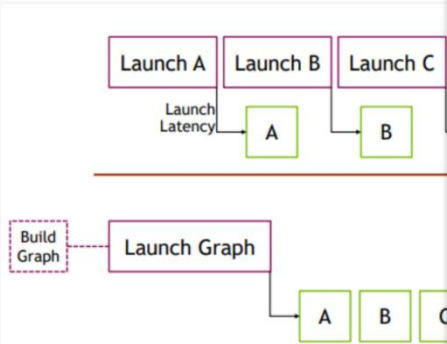 Launch A
Launch B
Launch C
Launch
Latency
A
B
Build
Graph
Launch Graph
A
B